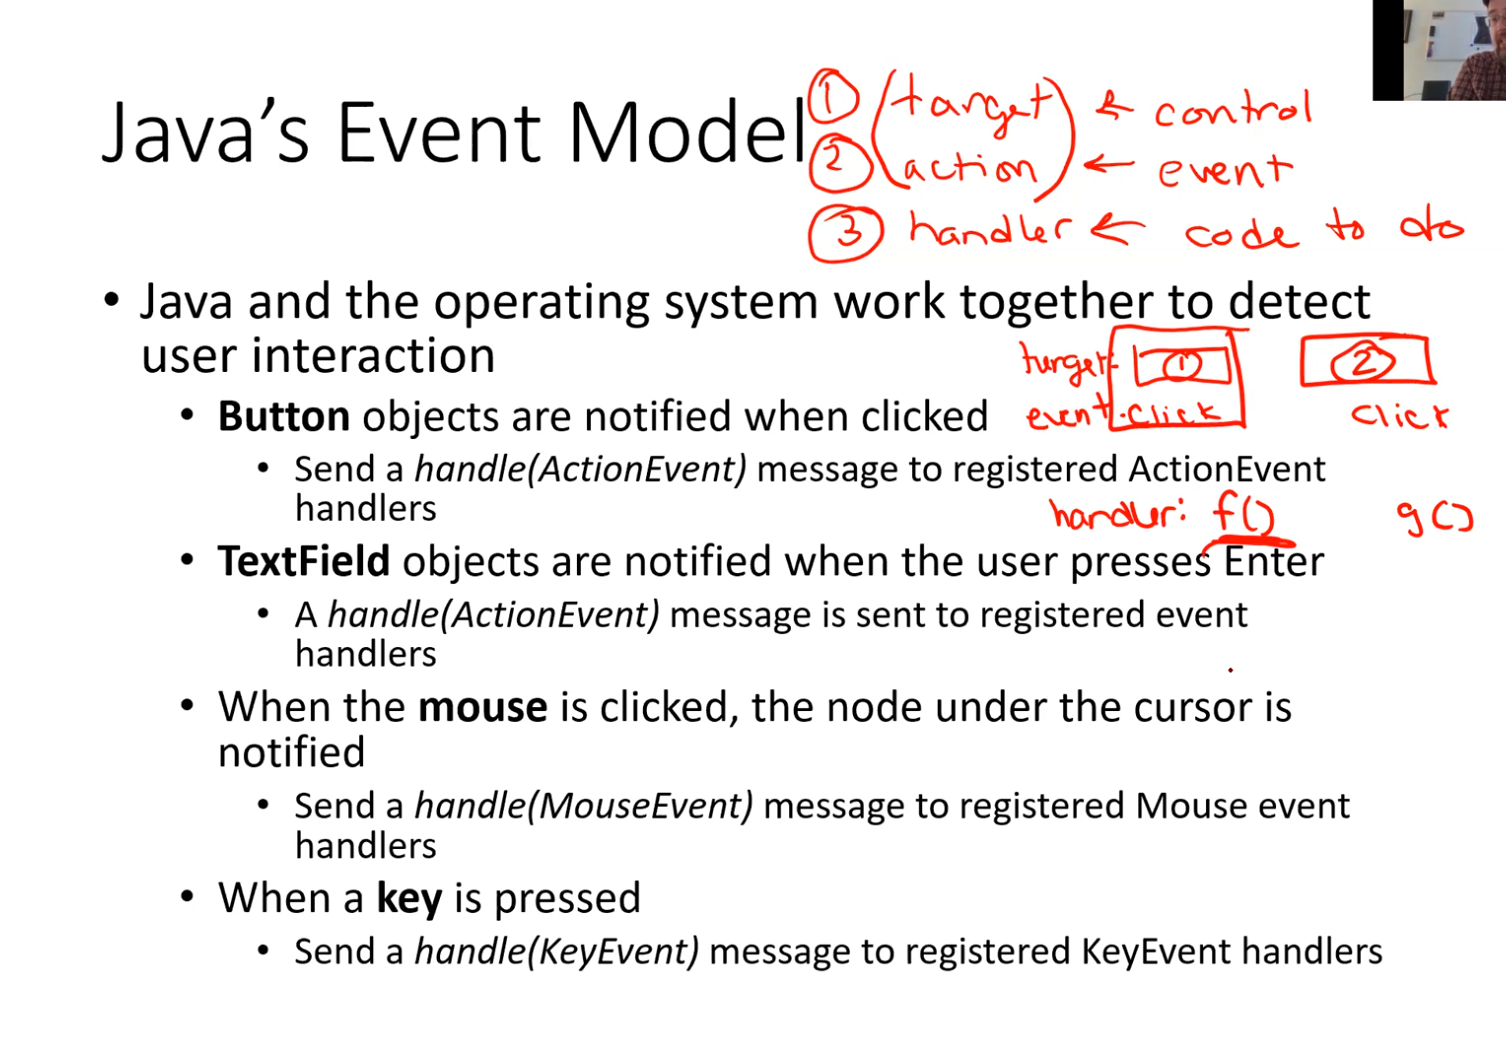 Java's Event Model
① (target) ← control
② (action) ← event
③ handler ← code to do
• Java and the operating system work together to detect
user interaction
target: ① ②
• Button objects are notified when clicked
event: click click
• Send a handle(ActionEvent) message to registered ActionEvent
handlers
handler: f() g()
• TextField objects are notified when the user presses Enter
• A handle(ActionEvent) message is sent to registered event
handlers
• When the mouse is clicked, the node under the cursor is
notified
• Send a handle(MouseEvent) message to registered Mouse event
handlers
• When a key is pressed
• Send a handle(KeyEvent) message to registered KeyEvent handlers